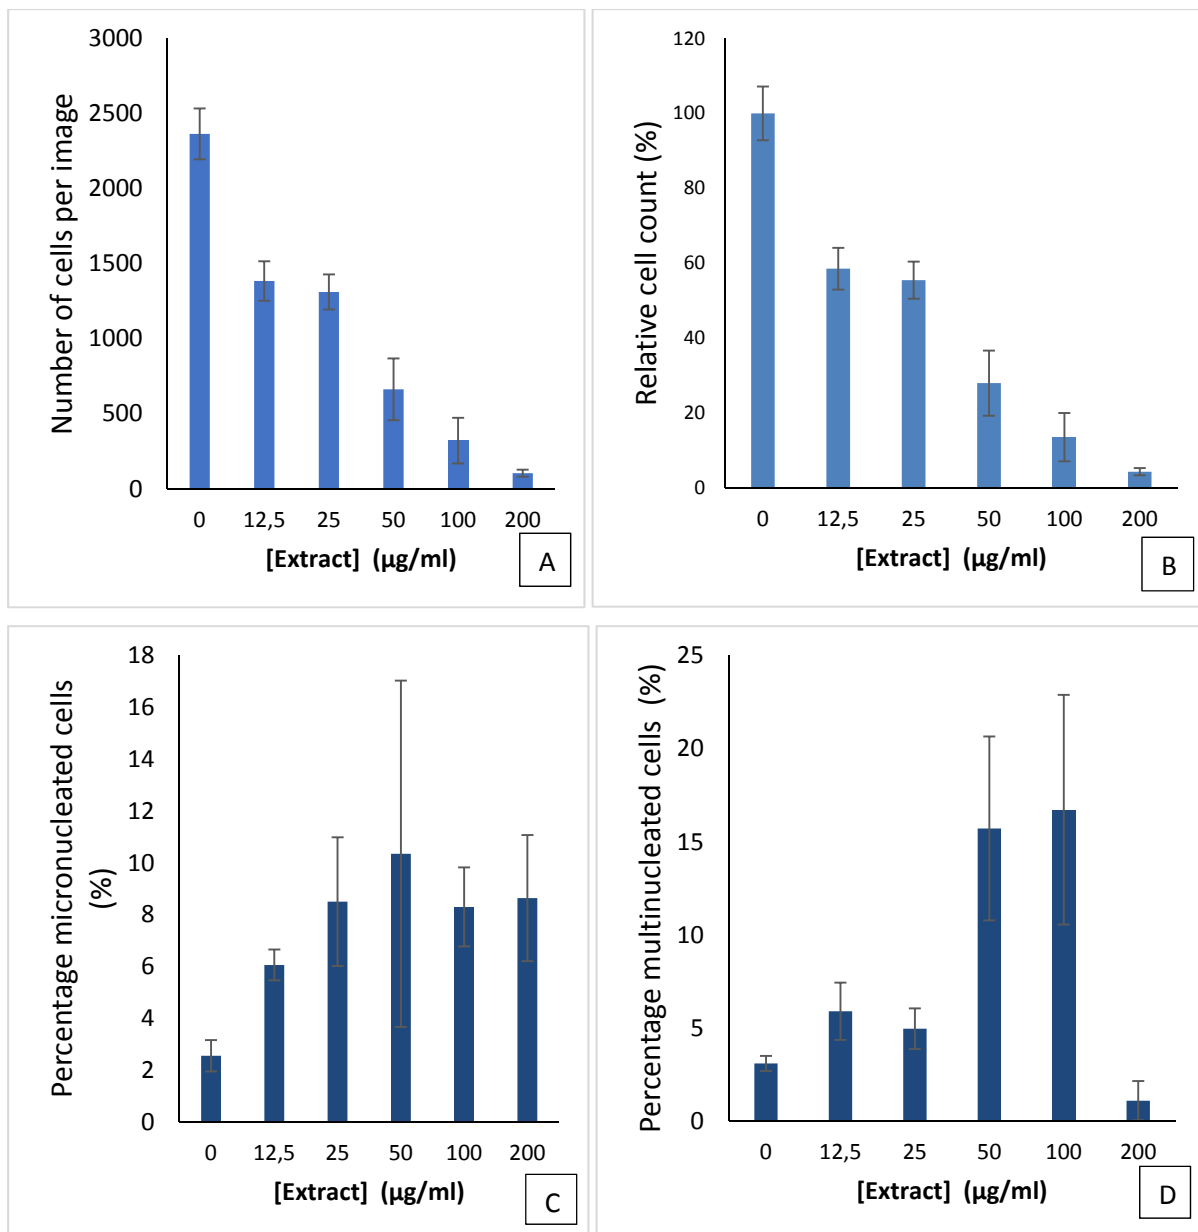 Number of cells per image
3000
2500
2000
1500
1000
500
0
0 12,5 25 50 100 200
[Extract] (µg/ml)
A
Relative cell count (%)
120
100
80
60
40
20
0
0 12,5 25 50 100 200
[Extract] (µg/ml)
B
Percentage micronucleated cells
(%)
18
16
14
12
10
8
6
4
2
0
0 12,5 25 50 100 200
[Extract] (µg/ml)
C
Percentage multinucleated cells (%)
25
20
15
10
5
0
0 12,5 25 50 100 200
[Extract] (µg/ml)
D